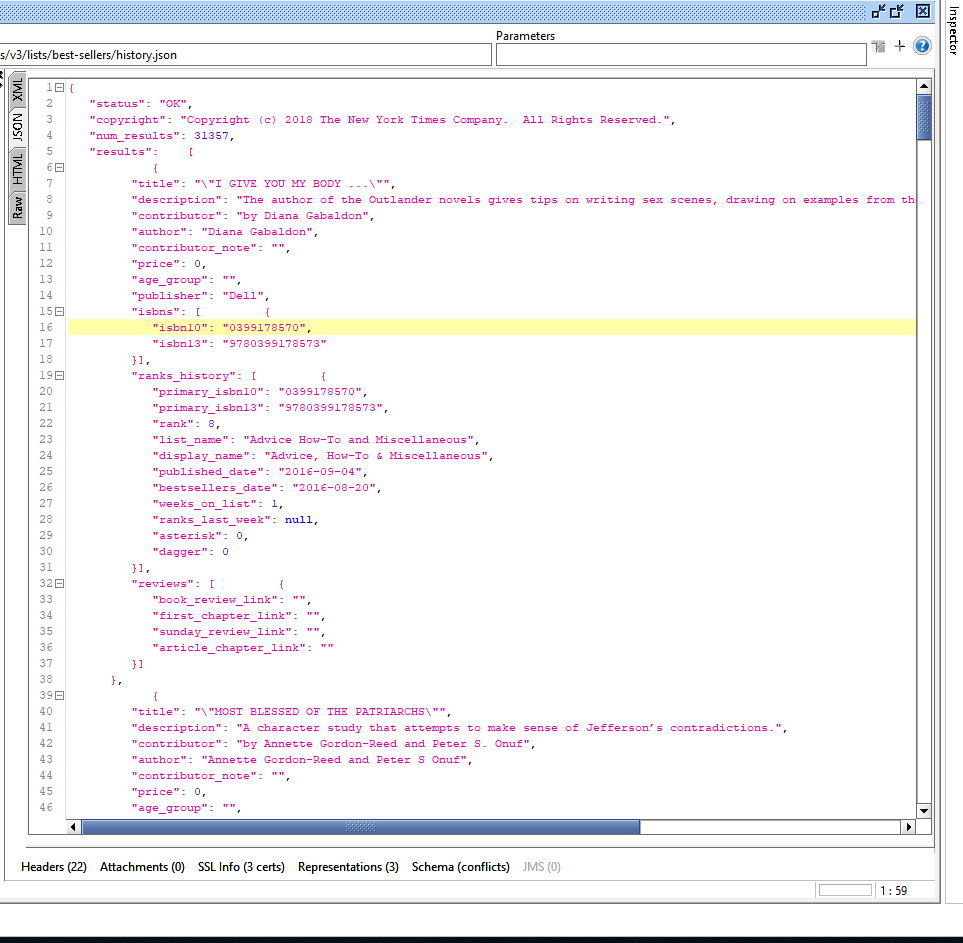 Parameters
s/v3/lists/best-sellers/history.json
Inspector
XML
JSON
HTML
Raw
1 {
2 "status": "OK",
3 "copyright": "Copyright (c) 2018 The New York Times Company.  All Rights Reserved.",
4 "num_results": 31357,
5 "results": [
6 {
7 "title": "\"I GIVE YOU MY BODY ...\"",
8 "description": "The author of the Outlander novels gives tips on writing sex scenes, drawing on examples from th
9 "contributor": "by Diana Gabaldon",
10 "author": "Diana Gabaldon",
11 "contributor_note": "",
12 "price": 0,
13 "age_group": "",
14 "publisher": "Dell",
15 "isbns": [ {
16 "isbn10": "0399178570",
17 "isbn13": "9780399178573"
18 }],
19 "ranks_history": [ {
20 "primary_isbn10": "0399178570",
21 "primary_isbn13": "9780399178573",
22 "rank": 8,
23 "list_name": "Advice How-To and Miscellaneous",
24 "display_name": "Advice, How-To & Miscellaneous",
25 "published_date": "2016-09-04",
26 "bestsellers_date": "2016-08-20",
27 "weeks_on_list": 1,
28 "ranks_last_week": null,
29 "asterisk": 0,
30 "dagger": 0
31 }],
32 "reviews": [ {
33 "book_review_link": "",
34 "first_chapter_link": "",
35 "sunday_review_link": "",
36 "article_chapter_link": ""
37 }]
38 },
39 {
40 "title": "\"MOST BLESSED OF THE PATRIARCHS\"",
41 "description": "A character study that attempts to make sense of Jefferson’s contradictions.",
42 "contributor": "by Annette Gordon-Reed and Peter S. Onuf",
43 "author": "Annette Gordon-Reed and Peter S Onuf",
44 "contributor_note": "",
45 "price": 0,
46 "age_group": "",
Headers (22) Attachments (0) SSL Info (3 certs) Representations (3) Schema (conflicts) JMS (0)
1 : 59